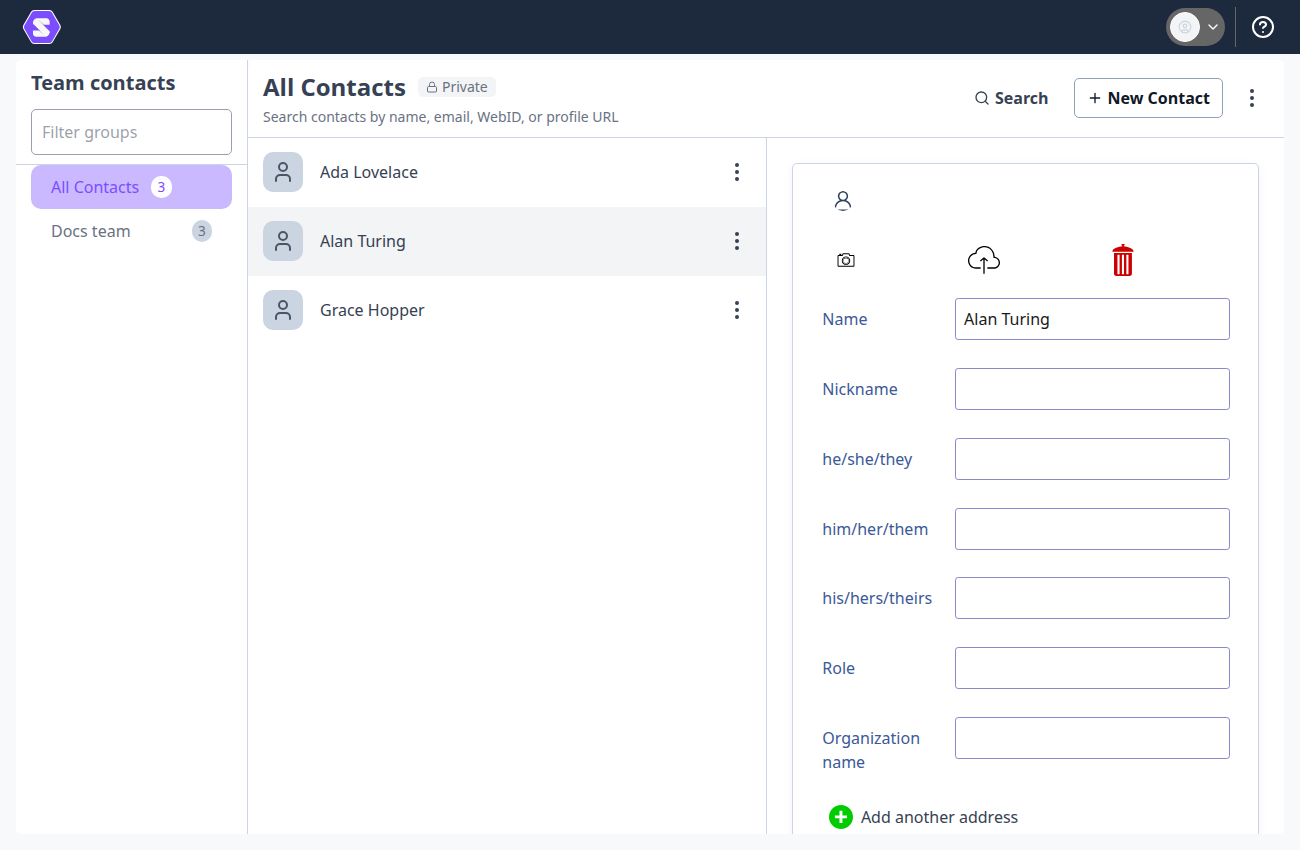 Team contacts
Filter groups
All Contacts 3
Docs team 3
All Contacts Private
Search contacts by name, email, WebID, or profile URL
Search
New Contact
Ada Lovelace
Alan Turing
Grace Hopper
Name Alan Turing
Nickname
he/she/they
him/her/them
his/hers/theirs
Role
Organization
name
Add another address